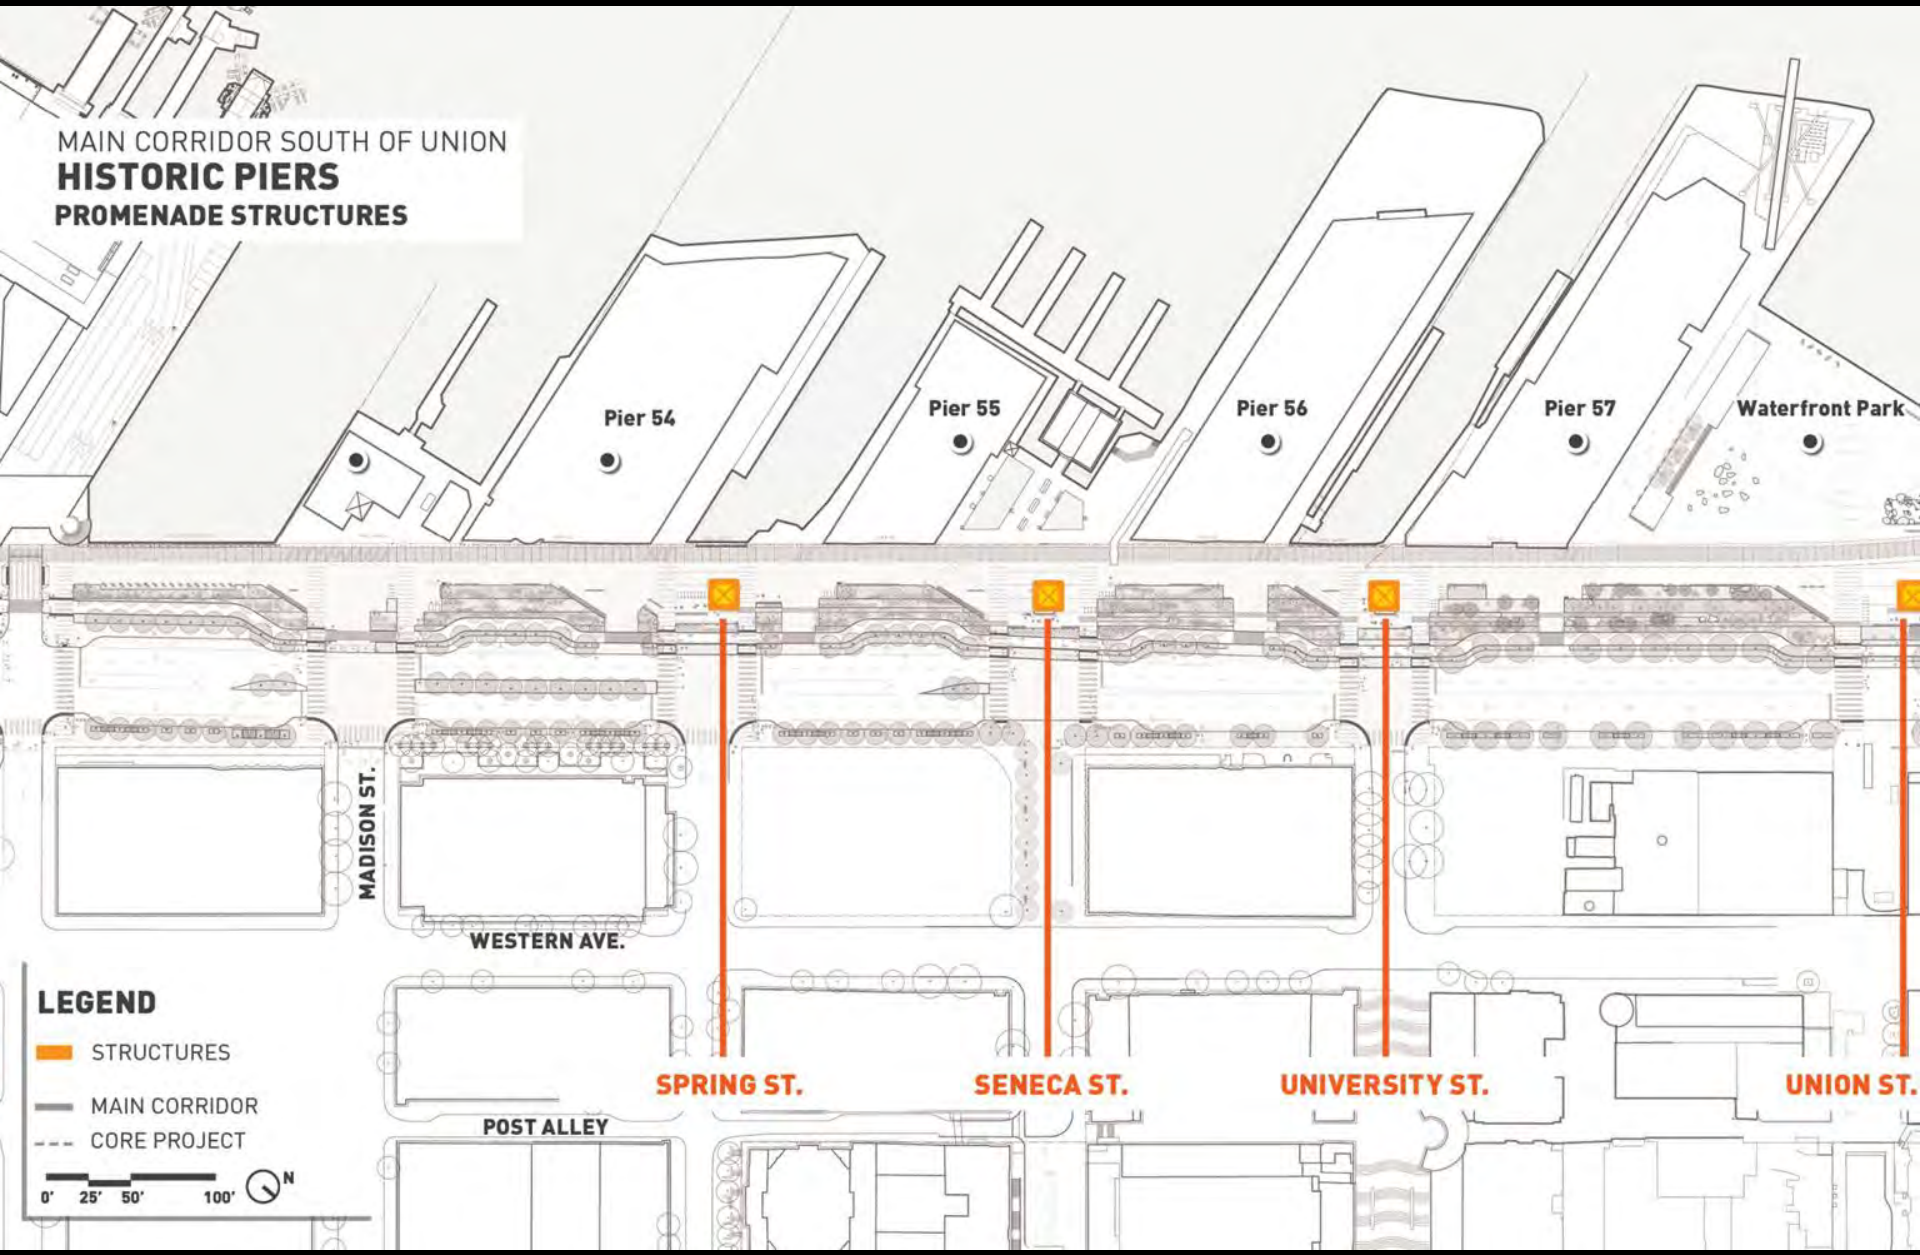 MAIN CORRIDOR SOUTH OF UNION
HISTORIC PIERS
PROMENADE STRUCTURES
Pier 54
Pier 55
Pier 56
Pier 57
Waterfront Park
MADISON ST.
WESTERN AVE.
LEGEND
STRUCTURES
MAIN CORRIDOR
CORE PROJECT
0' 25' 50' 100' N
SPRING ST.
SENECA ST.
UNIVERSITY ST.
UNION ST.
POST ALLEY